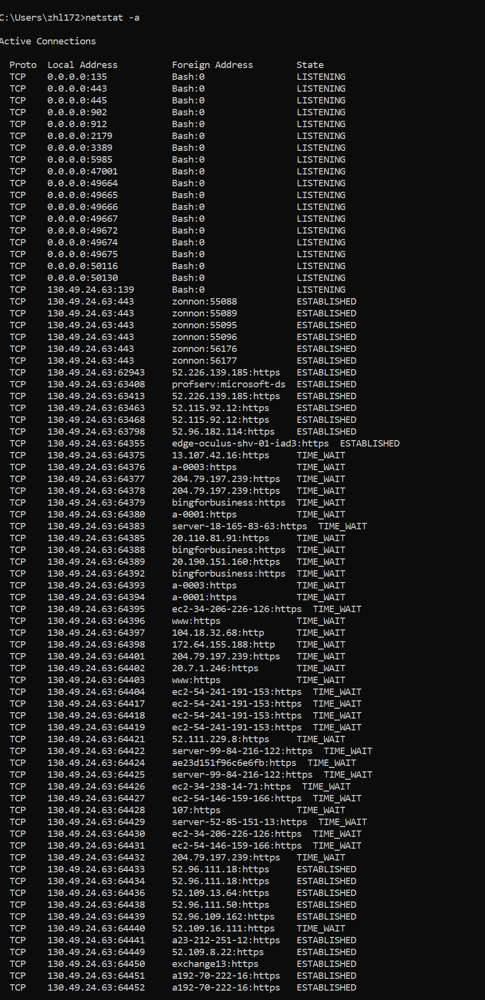 C:\Users\zhl172>netstat -a
Active Connections
Proto  Local Address          Foreign Address        State
TCP    0.0.0.0:135            Bash:0                 LISTENING
TCP    0.0.0.0:443            Bash:0                 LISTENING
TCP    0.0.0.0:445            Bash:0                 LISTENING
TCP    0.0.0.0:902            Bash:0                 LISTENING
TCP    0.0.0.0:912            Bash:0                 LISTENING
TCP    0.0.0.0:2179           Bash:0                 LISTENING
TCP    0.0.0.0:3389           Bash:0                 LISTENING
TCP    0.0.0.0:5985           Bash:0                 LISTENING
TCP    0.0.0.0:47001          Bash:0                 LISTENING
TCP    0.0.0.0:49664          Bash:0                 LISTENING
TCP    0.0.0.0:49665          Bash:0                 LISTENING
TCP    0.0.0.0:49666          Bash:0                 LISTENING
TCP    0.0.0.0:49667          Bash:0                 LISTENING
TCP    0.0.0.0:49672          Bash:0                 LISTENING
TCP    0.0.0.0:49674          Bash:0                 LISTENING
TCP    0.0.0.0:49675          Bash:0                 LISTENING
TCP    0.0.0.0:50116          Bash:0                 LISTENING
TCP    0.0.0.0:50130          Bash:0                 LISTENING
TCP    130.49.24.63:139       Bash:0                 LISTENING
TCP    130.49.24.63:443       zonnon:55088           ESTABLISHED
TCP    130.49.24.63:443       zonnon:55089           ESTABLISHED
TCP    130.49.24.63:443       zonnon:55095           ESTABLISHED
TCP    130.49.24.63:443       zonnon:55096           ESTABLISHED
TCP    130.49.24.63:443       zonnon:56176           ESTABLISHED
TCP    130.49.24.63:443       zonnon:56177           ESTABLISHED
TCP    130.49.24.63:62943     52.226.139.185:https   ESTABLISHED
TCP    130.49.24.63:63408     profserv:microsoft-ds  ESTABLISHED
TCP    130.49.24.63:63413     52.226.139.185:https   ESTABLISHED
TCP    130.49.24.63:63463     52.115.92.12:https     ESTABLISHED
TCP    130.49.24.63:63468     52.115.92.12:https     ESTABLISHED
TCP    130.49.24.63:63798     52.96.182.114:https    ESTABLISHED
TCP    130.49.24.63:64355     edge-oculus-shv-01-iad3:https  ESTABLISHED
TCP    130.49.24.63:64375     13.107.42.16:https     TIME_WAIT
TCP    130.49.24.63:64376     a-0003:https           TIME_WAIT
TCP    130.49.24.63:64377     204.79.197.239:https   TIME_WAIT
TCP    130.49.24.63:64378     204.79.197.239:https   TIME_WAIT
TCP    130.49.24.63:64379     bingforbusiness:https  TIME_WAIT
TCP    130.49.24.63:64380     a-0001:https           TIME_WAIT
TCP    130.49.24.63:64383     server-18-165-83-63:https  TIME_WAIT
TCP    130.49.24.63:64385     20.110.81.91:https     TIME_WAIT
TCP    130.49.24.63:64388     bingforbusiness:https  TIME_WAIT
TCP    130.49.24.63:64389     20.190.151.160:https   TIME_WAIT
TCP    130.49.24.63:64392     bingforbusiness:https  TIME_WAIT
TCP    130.49.24.63:64393     a-0003:https           TIME_WAIT
TCP    130.49.24.63:64394     a-0001:https           TIME_WAIT
TCP    130.49.24.63:64395     ec2-34-206-226-126:https  TIME_WAIT
TCP    130.49.24.63:64396     www:https              TIME_WAIT
TCP    130.49.24.63:64397     104.18.32.68:http      TIME_WAIT
TCP    130.49.24.63:64398     172.64.155.188:http    TIME_WAIT
TCP    130.49.24.63:64401     204.79.197.239:https   TIME_WAIT
TCP    130.49.24.63:64402     20.7.1.246:https       TIME_WAIT
TCP    130.49.24.63:64403     www:https              TIME_WAIT
TCP    130.49.24.63:64404     ec2-54-241-191-153:https  TIME_WAIT
TCP    130.49.24.63:64417     ec2-54-241-191-153:https  TIME_WAIT
TCP    130.49.24.63:64418     ec2-54-241-191-153:https  TIME_WAIT
TCP    130.49.24.63:64419     ec2-54-241-191-153:https  TIME_WAIT
TCP    130.49.24.63:64421     52.111.229.8:https     TIME_WAIT
TCP    130.49.24.63:64422     server-99-84-216-122:https  TIME_WAIT
TCP    130.49.24.63:64424     ae23d151f96c6e6fb:https  TIME_WAIT
TCP    130.49.24.63:64425     server-99-84-216-122:https  TIME_WAIT
TCP    130.49.24.63:64426     ec2-34-238-14-71:https  TIME_WAIT
TCP    130.49.24.63:64427     ec2-54-146-159-166:https  TIME_WAIT
TCP    130.49.24.63:64428     107:https              TIME_WAIT
TCP    130.49.24.63:64429     server-52-85-151-13:https  TIME_WAIT
TCP    130.49.24.63:64430     ec2-34-206-226-126:https  TIME_WAIT
TCP    130.49.24.63:64431     ec2-54-146-159-166:https  TIME_WAIT
TCP    130.49.24.63:64432     204.79.197.239:https   TIME_WAIT
TCP    130.49.24.63:64433     52.96.111.18:https     ESTABLISHED
TCP    130.49.24.63:64434     52.96.111.18:https     ESTABLISHED
TCP    130.49.24.63:64436     52.109.13.64:https     ESTABLISHED
TCP    130.49.24.63:64438     52.96.111.50:https     ESTABLISHED
TCP    130.49.24.63:64439     52.96.109.162:https    ESTABLISHED
TCP    130.49.24.63:64440     52.109.16.111:https    TIME_WAIT
TCP    130.49.24.63:64441     a23-212-251-12:https   ESTABLISHED
TCP    130.49.24.63:64449     52.109.8.22:https      ESTABLISHED
TCP    130.49.24.63:64450     exchange13:https       ESTABLISHED
TCP    130.49.24.63:64451     a192-70-222-16:https   ESTABLISHED
TCP    130.49.24.63:64452     a192-70-222-16:https   ESTABLISHED